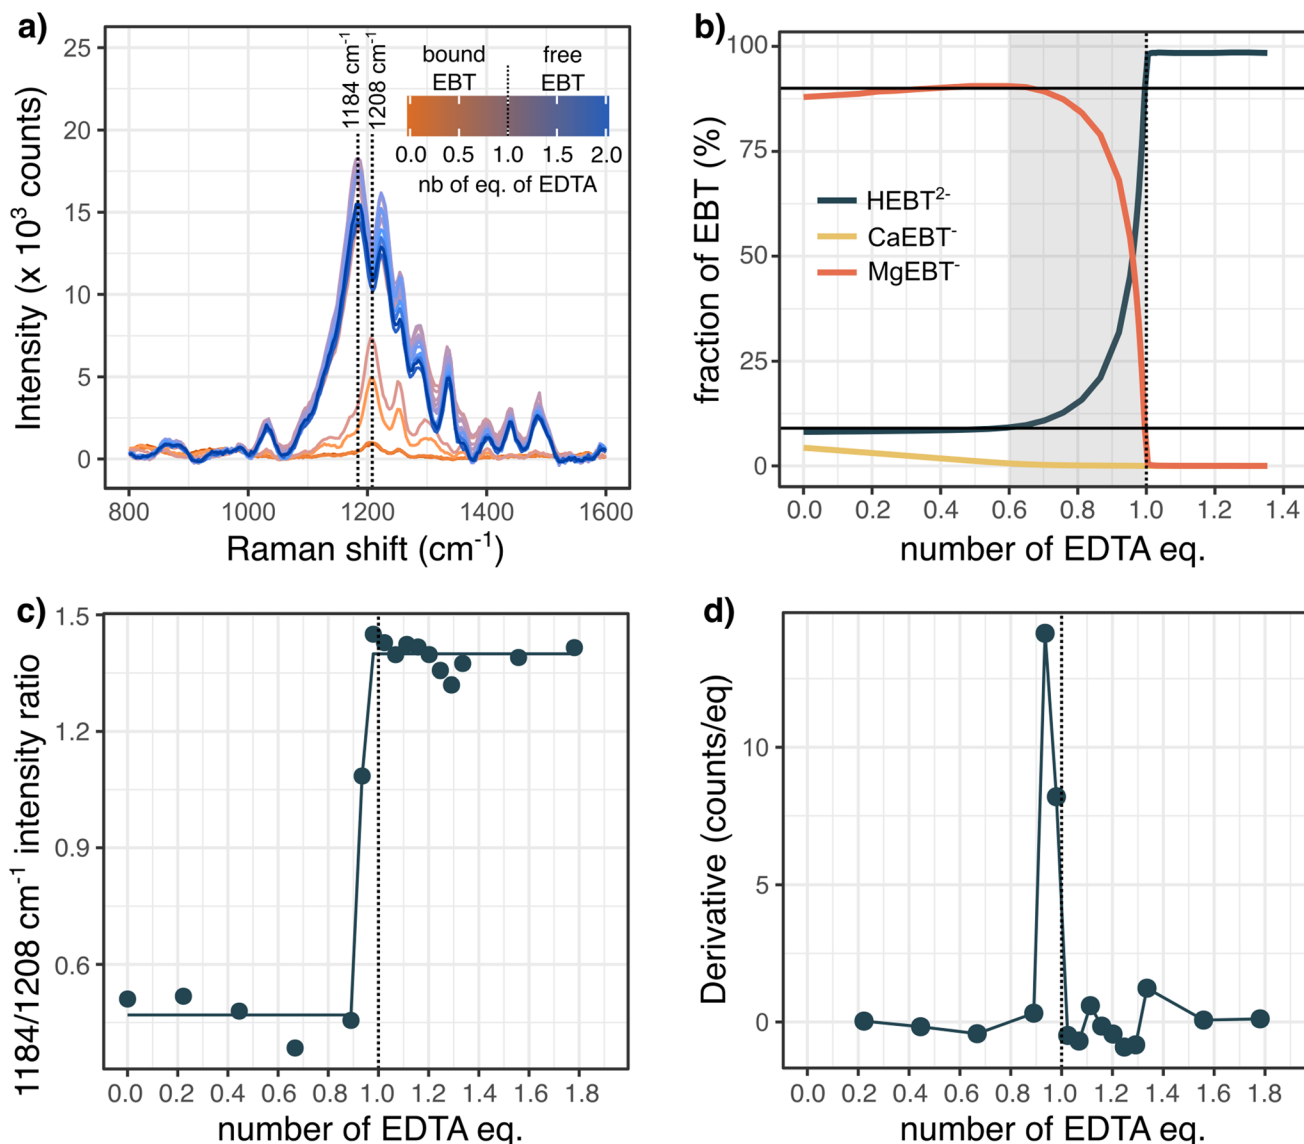 a)
Intensity (x 10³ counts)
25
20
15
10
5
0
1184 cm⁻¹
1208 cm⁻¹
bound
EBT
free
EBT
0.0 0.5 1.0 1.5 2.0
nb of eq. of EDTA
800 1000 1200 1400 1600
Raman shift (cm⁻¹)
b)
fraction of EBT (%)
100
75
50
25
0
HEBT²⁻
CaEBT⁻
MgEBT⁻
0.0 0.2 0.4 0.6 0.8 1.0 1.2 1.4
number of EDTA eq.
c)
1184/1208 cm⁻¹ intensity ratio
1.5
1.2
0.9
0.6
0.0 0.2 0.4 0.6 0.8 1.0 1.2 1.4 1.6 1.8
number of EDTA eq.
d)
Derivative (counts/eq)
10
5
0
0.0 0.2 0.4 0.6 0.8 1.0 1.2 1.4 1.6 1.8
number of EDTA eq.